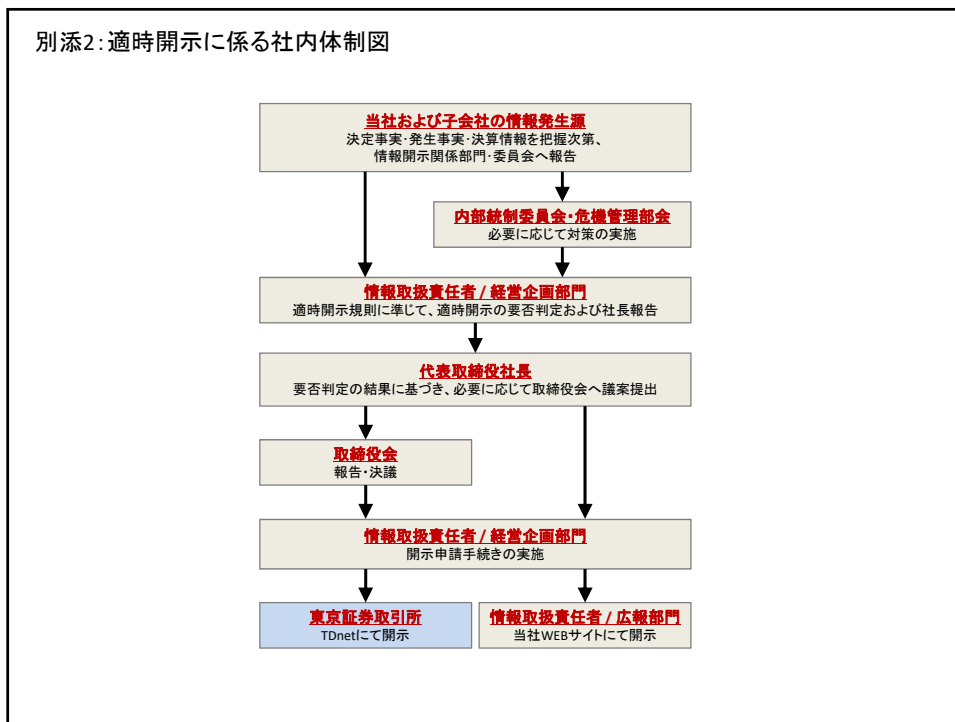 別添2：適時開示に係る社内体制図
当社および子会社の情報発生源
決定事実・発生事実・決算情報を把握次第、
情報開示関係部門・委員会へ報告
内部統制委員会・危機管理部会
必要に応じて対策の実施
情報取扱責任者 / 経営企画部門
適時開示規則に準じて、適時開示の要否判定および社長報告
代表取締役社長
要否判定の結果に基づき、必要に応じて取締役会へ議案提出
取締役会
報告・決議
情報取扱責任者 / 経営企画部門
開示申請手続きの実施
東京証券取引所
TDnetにて開示
情報取扱責任者 / 広報部門
当社WEBサイトにて開示